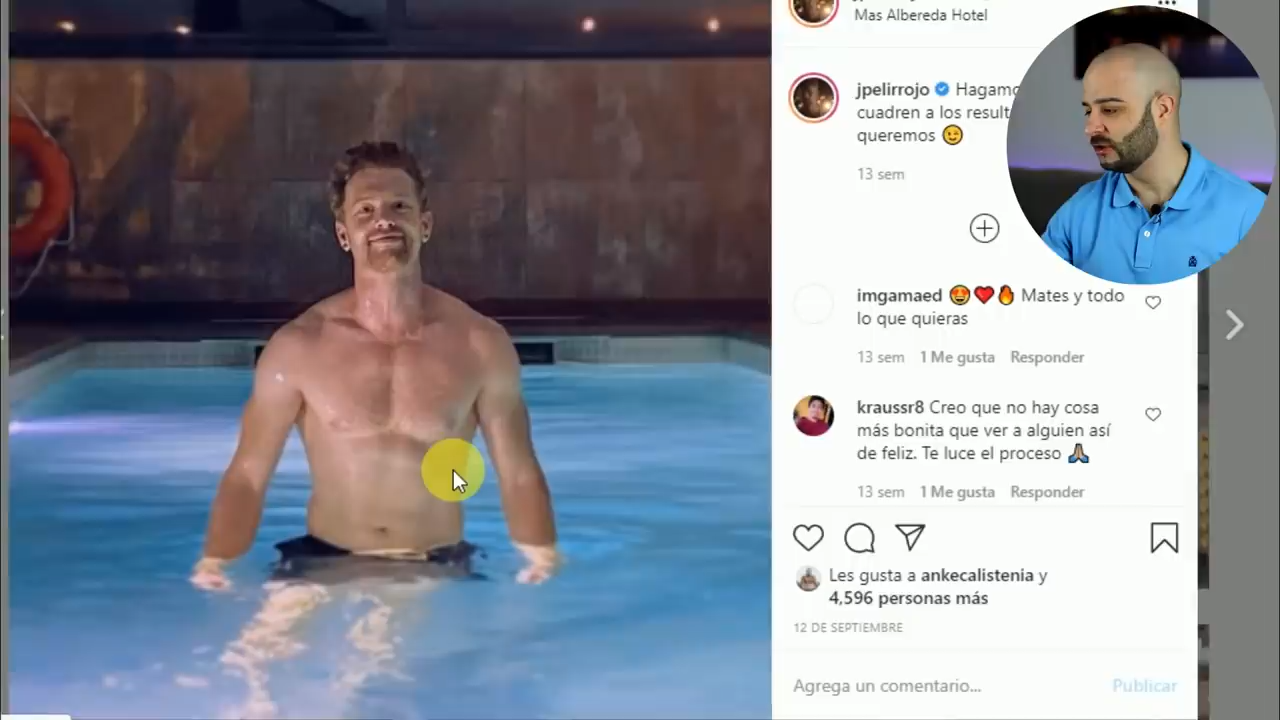 Mas Albereda Hotel
jpelirrojo Hagamo
cuadren a los result
queremos 😉
13 sem
imgamaed 🤩❤️🔥 Mates y todo
lo que quieras
13 sem 1 Me gusta Responder
kraussr8 Creo que no hay cosa
más bonita que ver a alguien así
de feliz. Te luce el proceso 🙏🏼
13 sem 1 Me gusta Responder
Les gusta a ankecalistenia y
4,596 personas más
12 DE SEPTIEMBRE
Agrega un comentario... Publicar